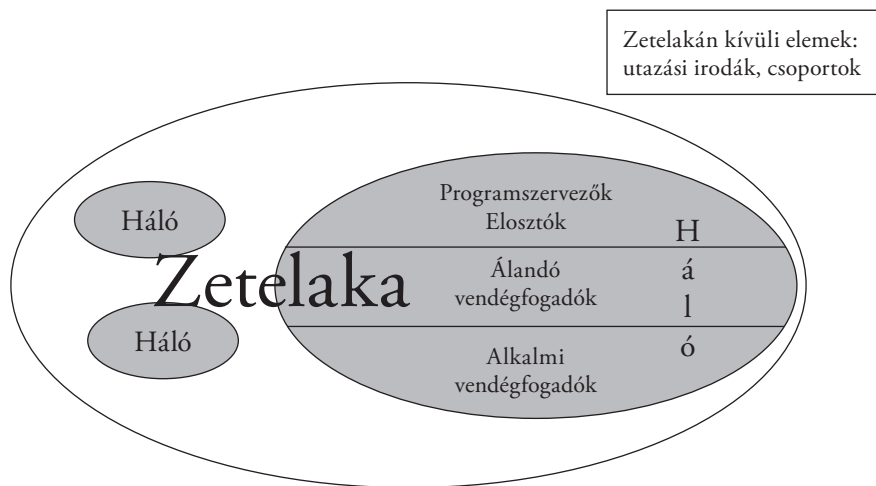 Zetelakán kívüli elemek:
utazási irodák, csoportok
Programszervezők
Elosztók
Háló
Zetelaka
Álandó
vendégfogadók
Háló
Alkalmi
vendégfogadók
H
á
l
ó